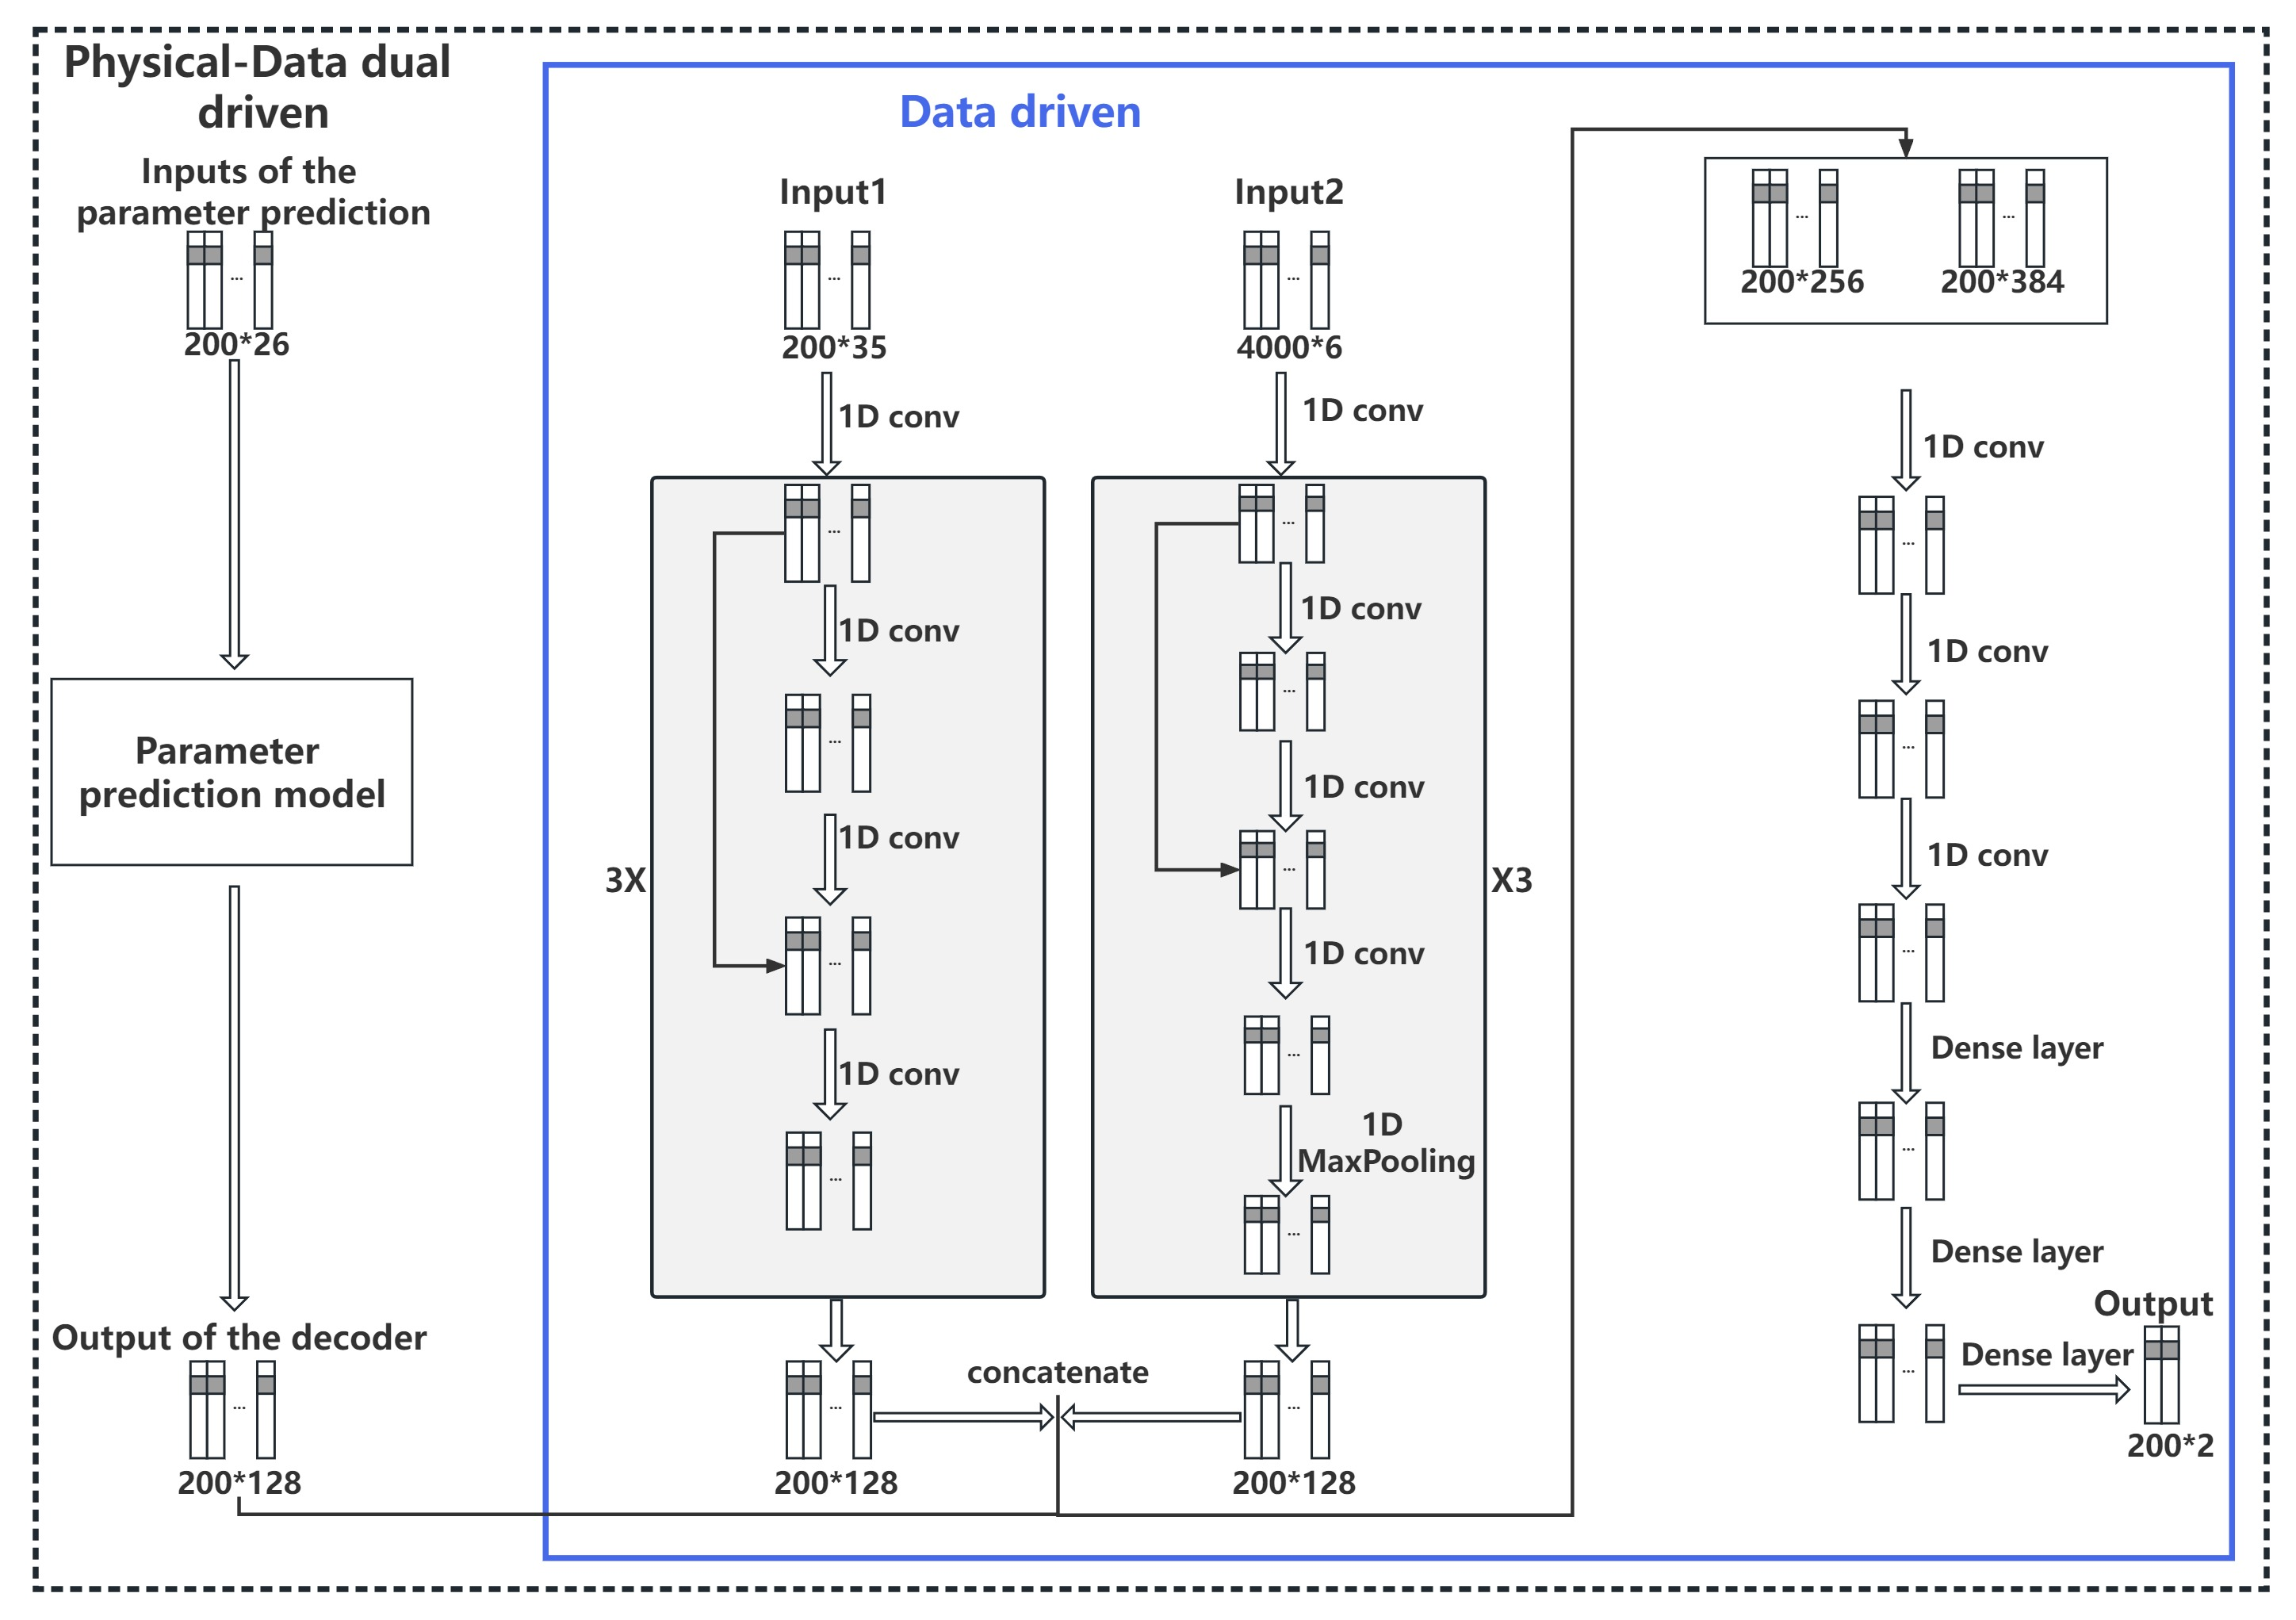 Physical-Data dual
driven
Inputs of the
parameter prediction
...
200*26
Parameter
prediction model
Output of the decoder
...
200*128
Data driven
Input1
...
200*35
1D conv
...
1D conv
...
1D conv
3X
...
1D conv
...
...
200*128
concatenate
Input2
...
4000*6
1D conv
...
1D conv
...
1D conv
...
X3
1D conv
...
1D
MaxPooling
...
...
200*128
...
200*256
...
200*384
1D conv
...
1D conv
...
1D conv
...
Dense layer
...
Dense layer
...
Dense layer
Output
200*2